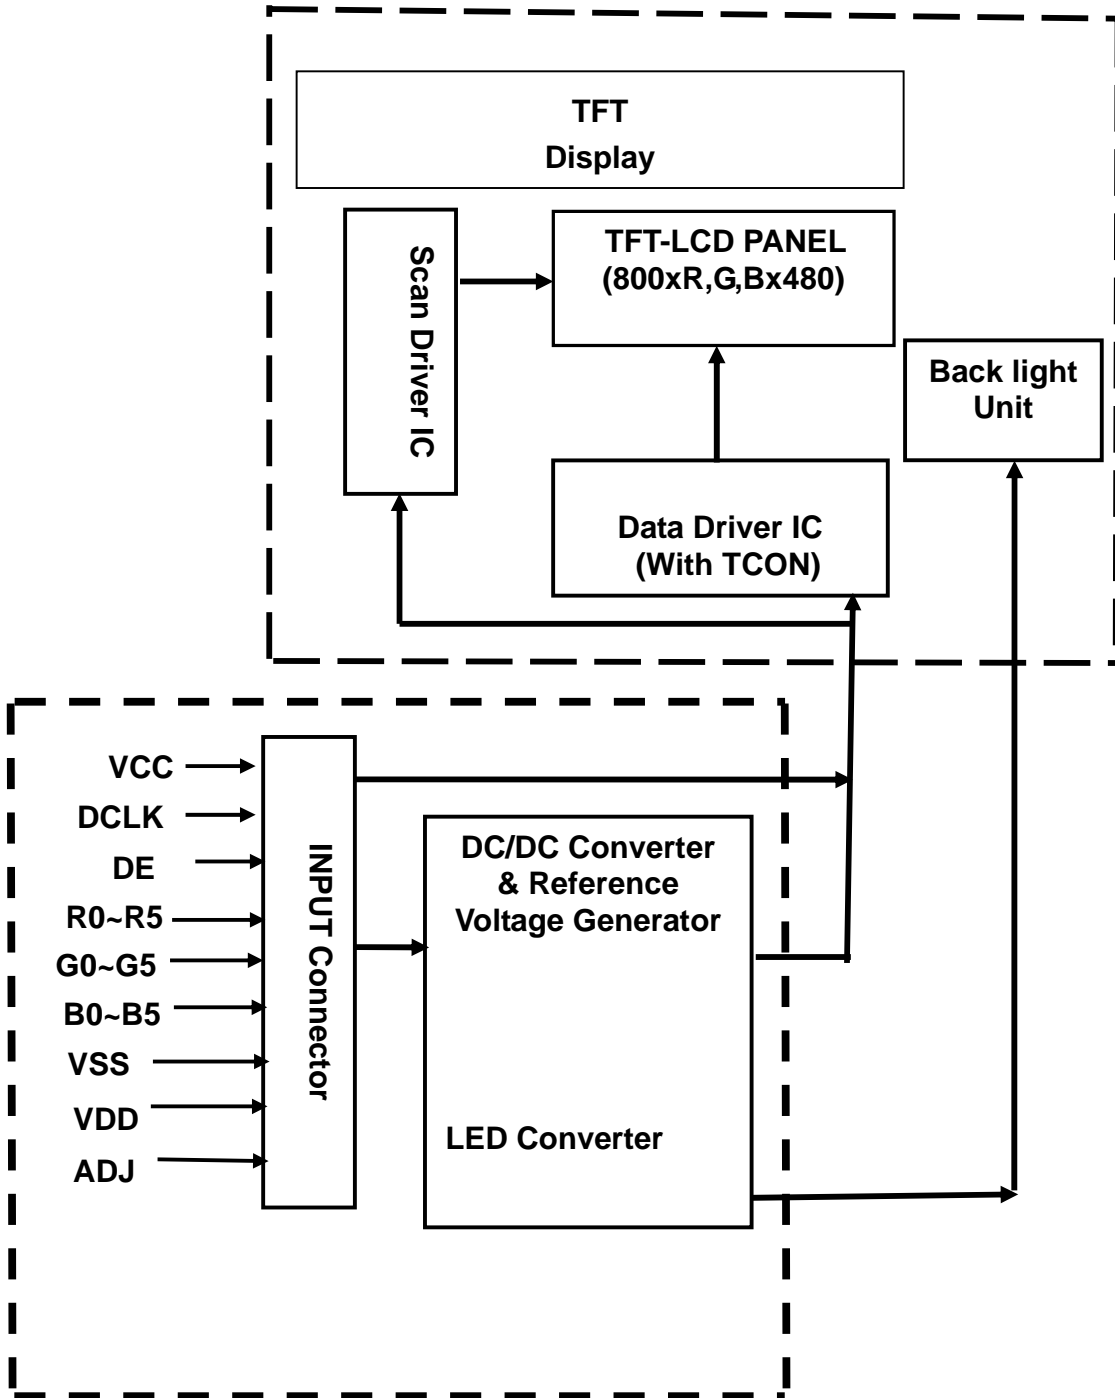 TFT
Display
Scan Driver IC
TFT-LCD PANEL
(800xR,G,Bx480)
Back light
Unit
Data Driver IC
(With TCON)
VCC
DCLK
DE
R0~R5
G0~G5
B0~B5
VSS
VDD
ADJ
INPUT Connector
DC/DC Converter
& Reference
Voltage Generator
LED Converter